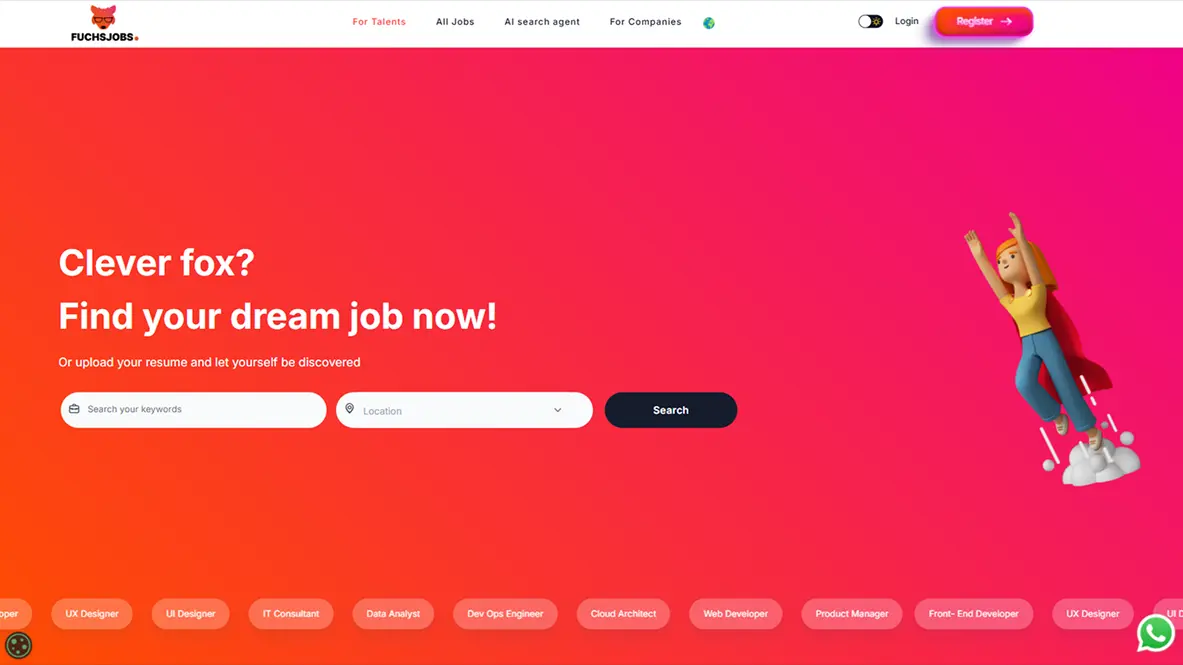 FUCHSJOBS.
For Talents
All Jobs
AI search agent
For Companies
Login
Register
Clever fox?
Find your dream job now!
Or upload your resume and let yourself be discovered
Search your keywords
Location
Search
oper
UX Designer
UI Designer
IT Consultant
Data Analyst
Dev Ops Engineer
Cloud Architect
Web Developer
Product Manager
Front- End Developer
UX Designer
UI D